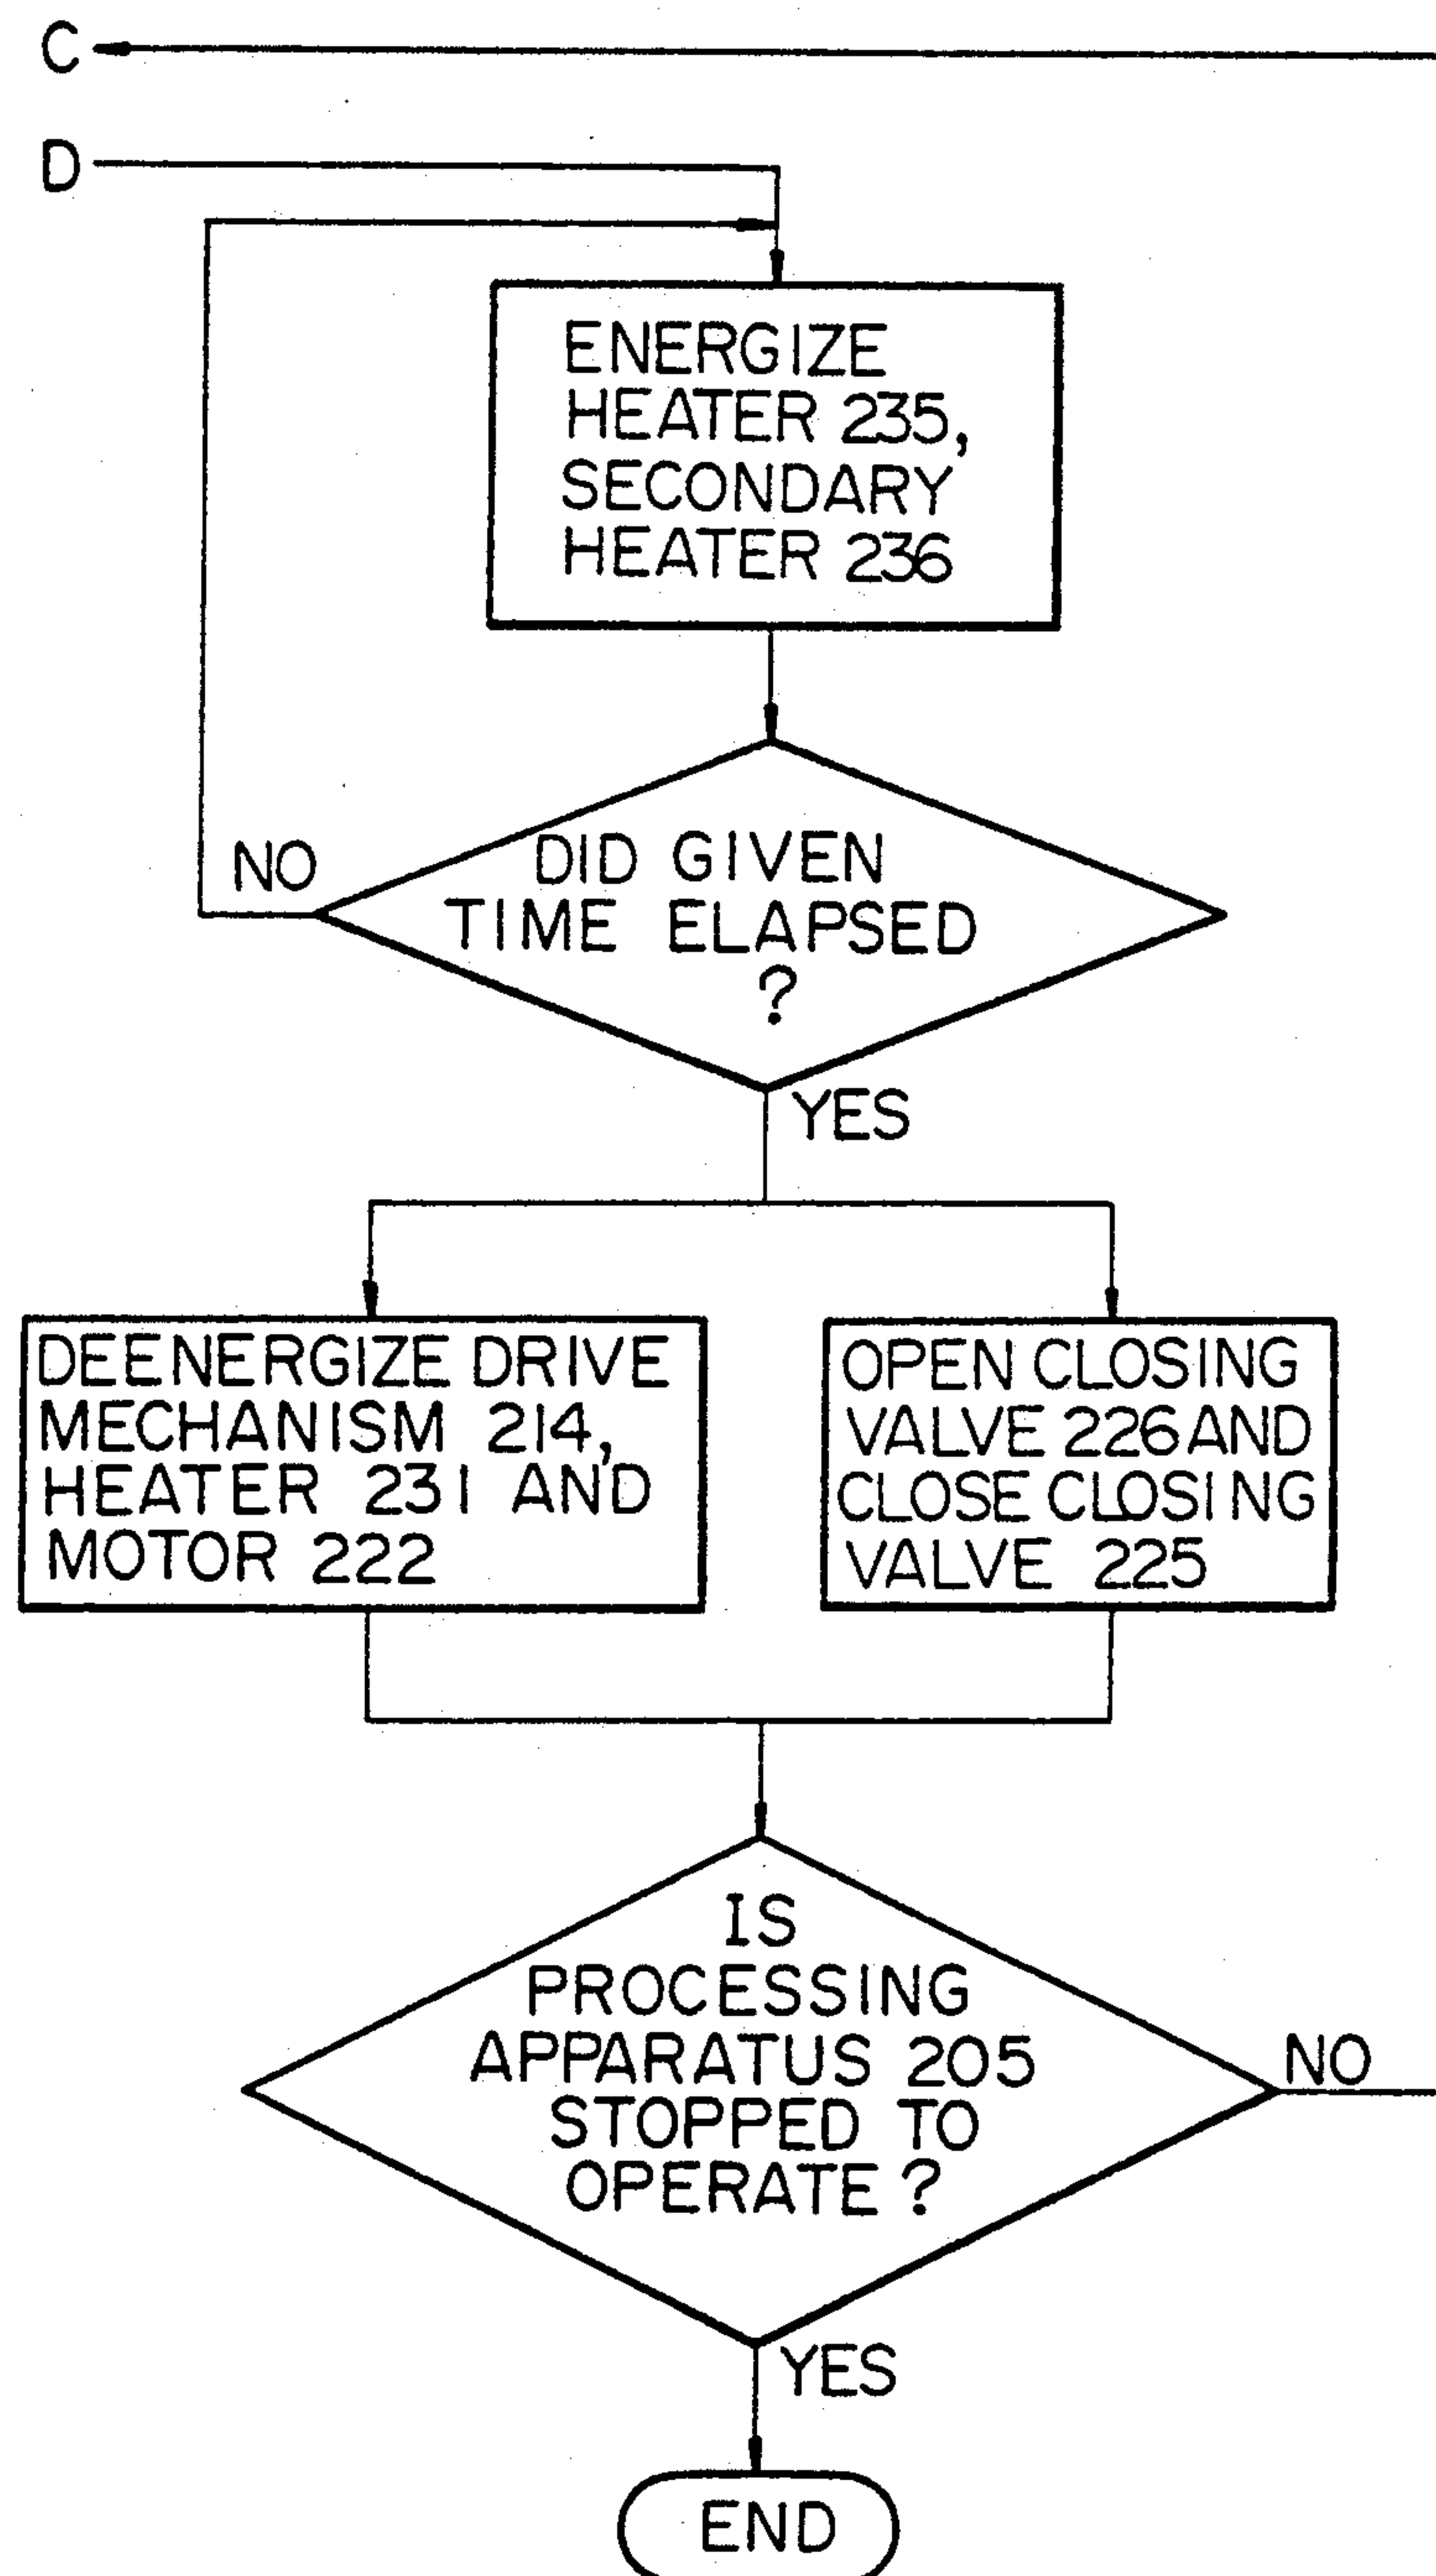 C
D
ENERGIZE
HEATER 235,
SECONDARY
HEATER 236
DID GIVEN
TIME ELAPSED
?
NO
YES
DEENERGIZE DRIVE
MECHANISM 214,
HEATER 231 AND
MOTOR 222
OPEN CLOSING
VALVE 226 AND
CLOSE CLOSING
VALVE 225
IS
PROCESSING
APPARATUS 205
STOPPED TO
OPERATE ?
NO
YES
END